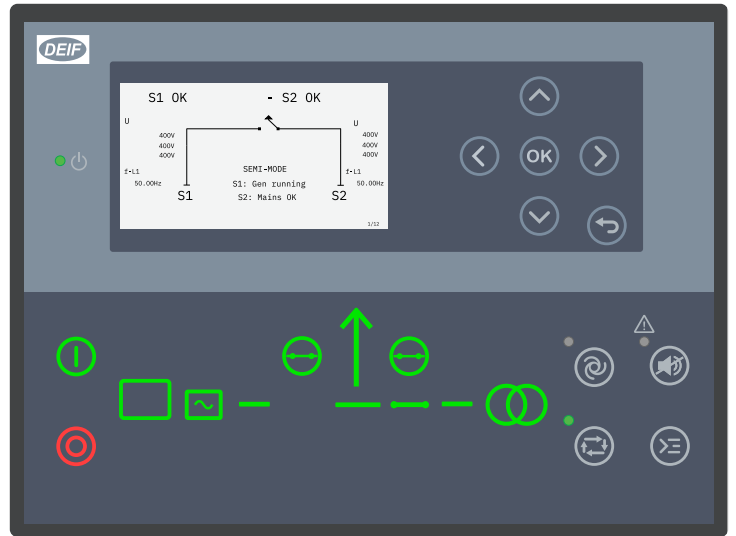 DEIF
S1 OK - S2 OK
U U
400V 400V
400V 400V
400V 400V
f-L1 SEMI-MODE f-L1
50.00Hz S1: Gen running 50.00Hz
S1 S2: Mains OK S2
1/12
OK